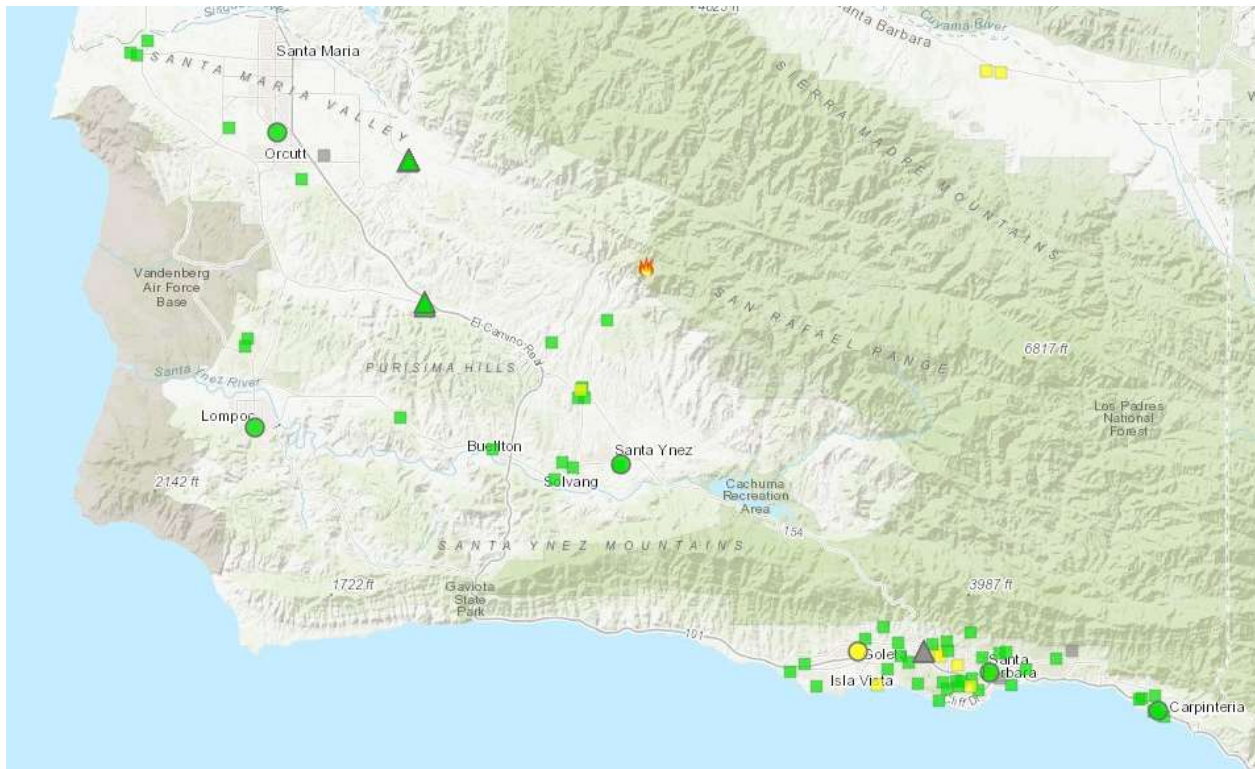 Santa Maria
SANTA MARIA VALLEY
Orcutt
Santa Barbara
Cuyama River
SIERRA MADRE MOUNTAINS
Vandenberg
Air Force
Base
El Camino Real
SAN RAFAEL RANGE
6817 ft
PURISIMA HILLS
Santa Ynez River
Lompoc
Los Padres
National
Forest
Buellton
Santa Ynez
Solvang
2142 ft
Cachuma
Recreation
Area
154
SANTA YNEZ MOUNTAINS
1722 ft
Gaviota
State
Park
3987 ft
101
Goleta
Santa
Barbara
Isla Vista
Cliff Dr
Carpinteria